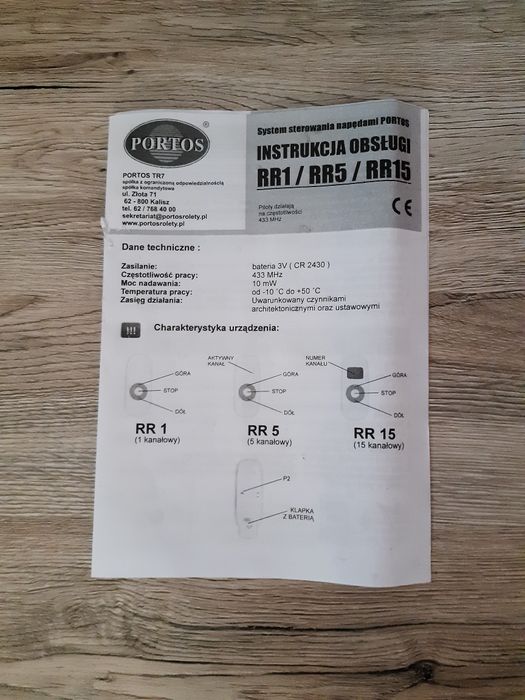 PORTOS ®
PORTOS TR7
spółka z ograniczoną odpowiedzialnością
spółka komandytowa
ul. Złota 71
62 - 800 Kalisz
tel. 62 / 768 40 00
sekretariat@portosrolety.pl
www.portosrolety.pl
System sterowania napędami PORTOS
INSTRUKCJA OBSŁUGI
RR1 / RR5 / RR15
Piloty działają
na częstotliwości
433 MHz
CE
Dane techniczne :
Zasilanie: bateria 3V ( CR 2430 )
Częstotliwość pracy: 433 MHz
Moc nadawania: 10 mW
Temperatura pracy: od -10 ˚C do +50 ˚C
Zasięg działania: Uwarunkowany czynnikami
architektonicznymi oraz ustawowymi
!!! Charakterystyka urządzenia:
GÓRA
STOP
DÓŁ
RR 1
(1 kanałowy)
AKTYWNY
KANAŁ
GÓRA
STOP
DÓŁ
RR 5
(5 kanałowy)
NUMER
KANAŁU
GÓRA
STOP
DÓŁ
RR 15
(15 kanałowy)
P2
KLAPKA
Z BATERIĄ